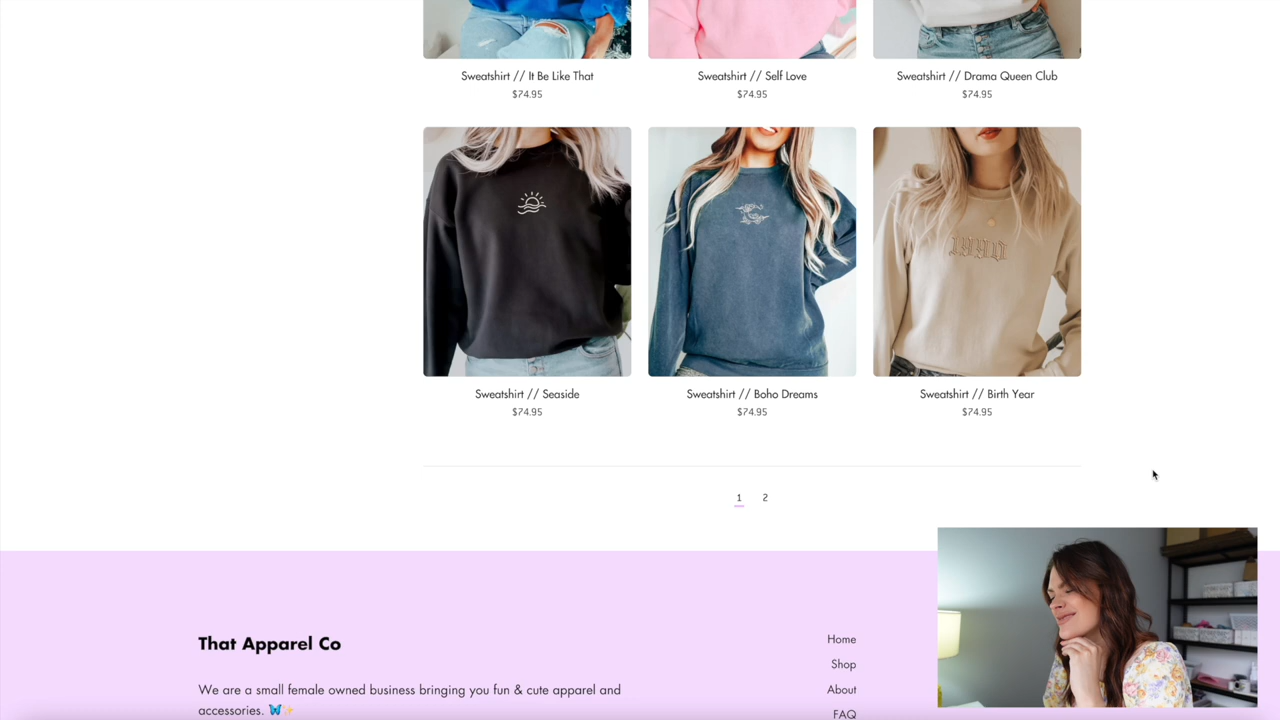 Sweatshirt // It Be Like That
$74.95
Sweatshirt // Self Love
$74.95
Sweatshirt // Drama Queen Club
$74.95
1990
Sweatshirt // Seaside
$74.95
Sweatshirt // Boho Dreams
$74.95
Sweatshirt // Birth Year
$74.95
1 2
That Apparel Co
We are a small female owned business bringing you fun & cute apparel and
accessories. 🦋✨
Home
Shop
About
FAQ